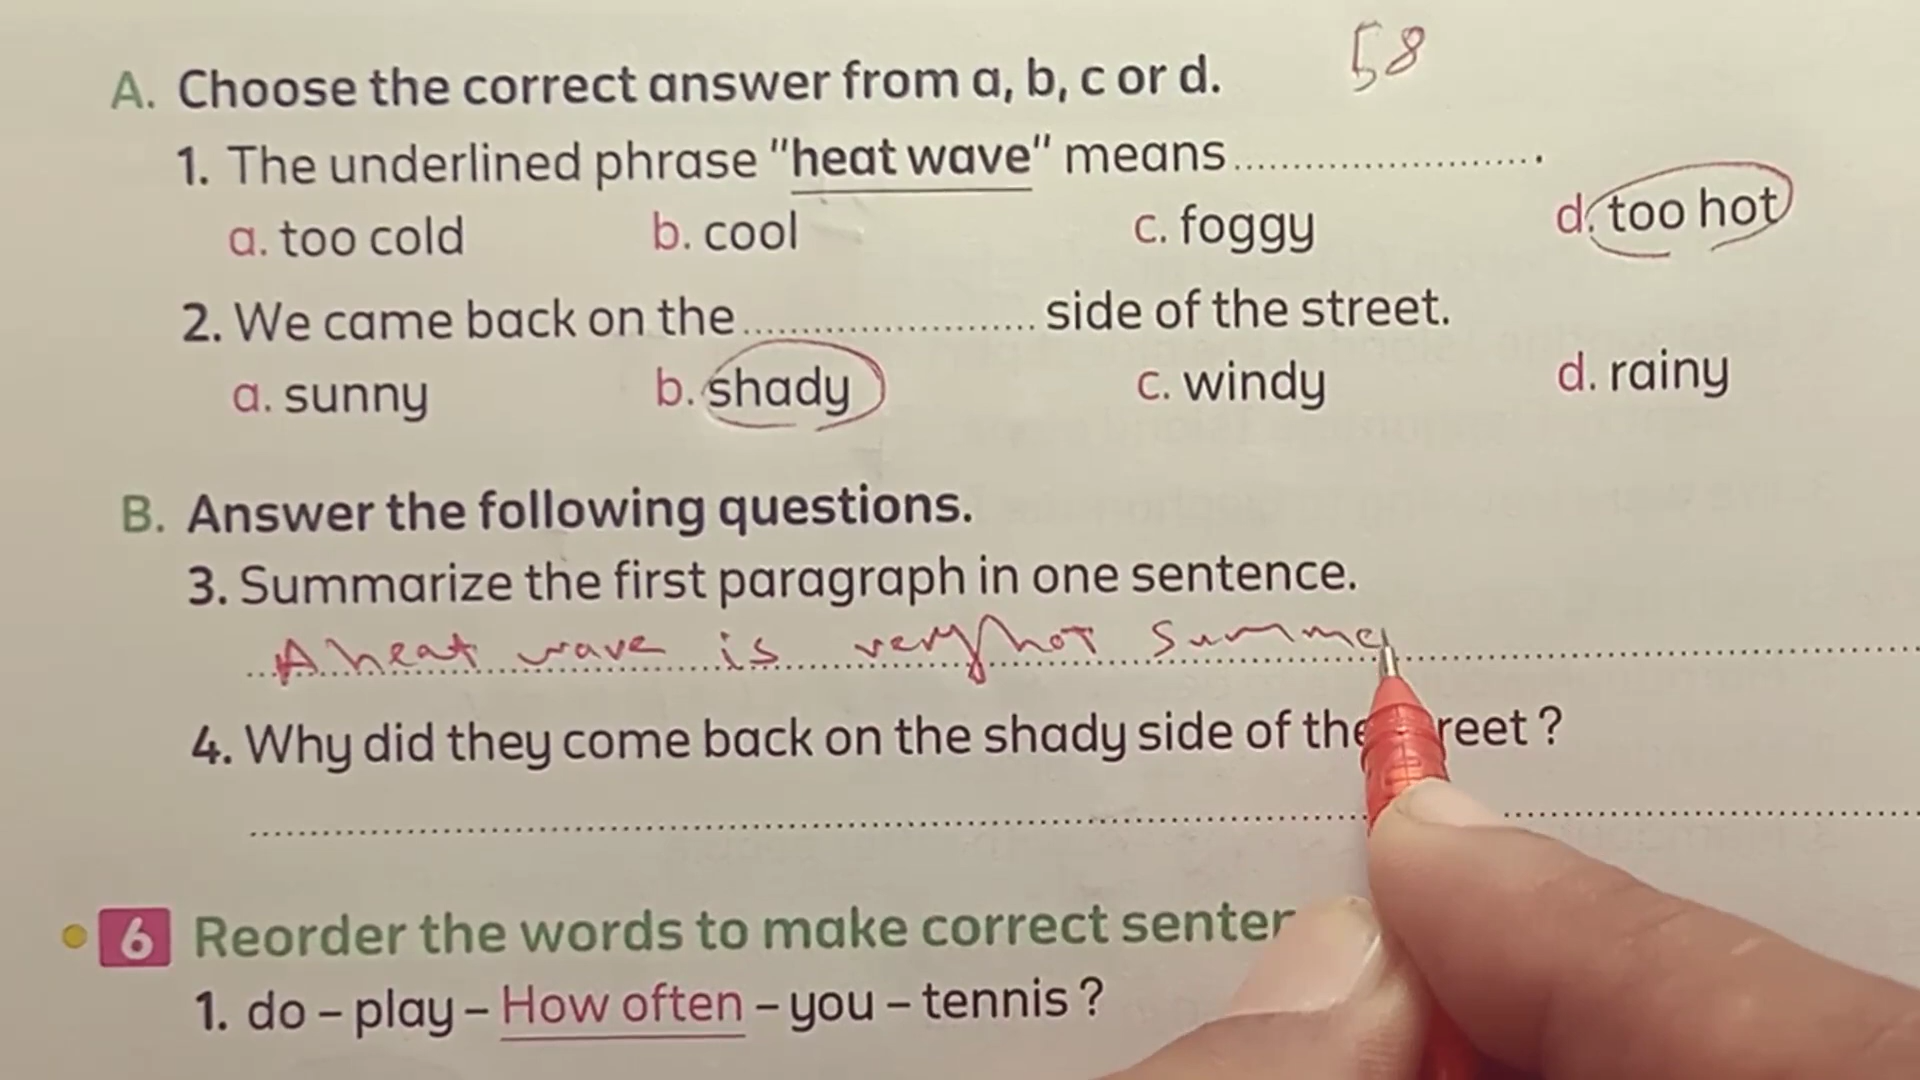 58
A. Choose the correct answer from a, b, c or d.
1. The underlined phrase "heat wave" means........................
a. too cold b. cool c. foggy d. too hot
2. We came back on the........................ side of the street.
a. sunny b. shady c. windy d. rainy
B. Answer the following questions.
3. Summarize the first paragraph in one sentence.
A heat wave is very hot summe
4. Why did they come back on the shady side of the reet ?
6 Reorder the words to make correct senten
1. do – play – How often – you – tennis ?